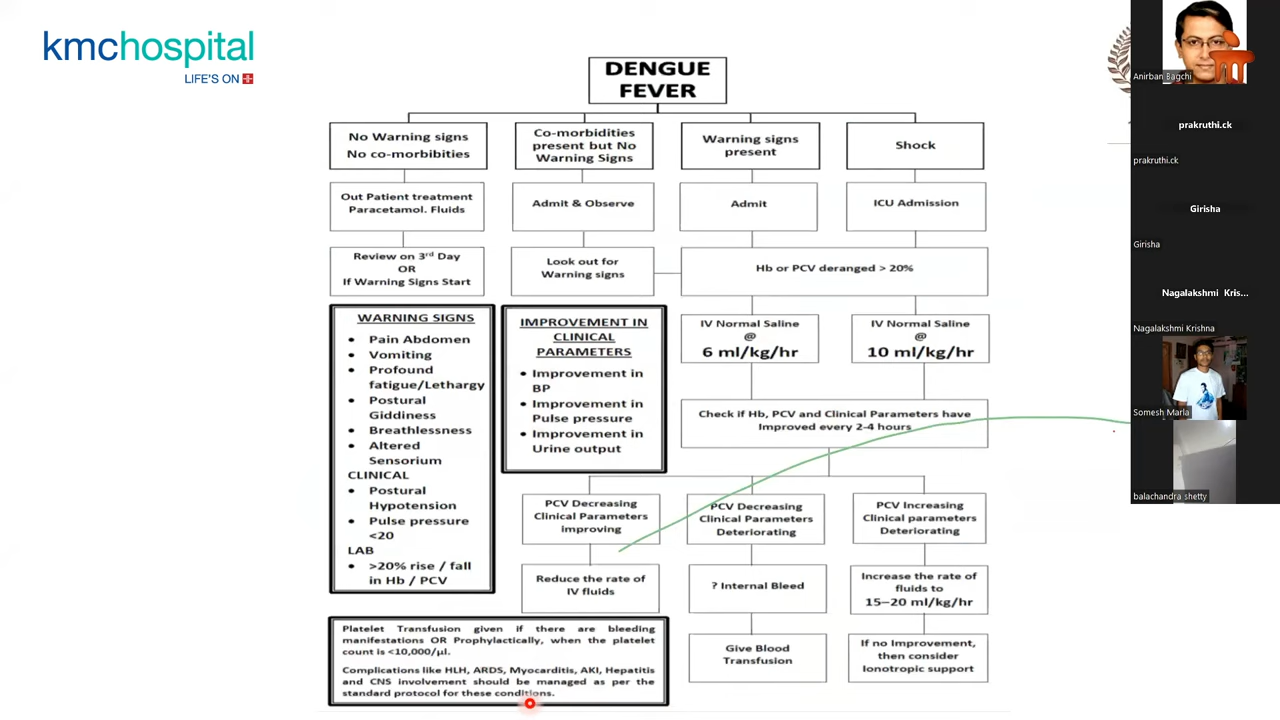 kmchospital
LIFE'S ON
DENGUE
FEVER
No Warning signs
No co-morbibities
Co-morbidities
present but No
Warning Signs
Warning signs
present
Shock
Out Patient treatment
Paracetamol. Fluids
Admit & Observe
Admit
ICU Admission
Review on 3rd Day
OR
If Warning Signs Start
Look out for
Warning signs
Hb or PCV deranged > 20%
WARNING SIGNS
• Pain Abdomen
• Vomiting
• Profound
fatigue/Lethargy
• Postural
Giddiness
• Breathlessness
• Altered
Sensorium
CLINICAL
• Postural
Hypotension
• Pulse pressure
<20
LAB
• >20% rise / fall
in Hb / PCV
IMPROVEMENT IN
CLINICAL
PARAMETERS
• Improvement in
BP
• Improvement in
Pulse pressure
• Improvement in
Urine output
IV Normal Saline
@
6 ml/kg/hr
IV Normal Saline
@
10 ml/kg/hr
Check if Hb, PCV and Clinical Parameters have
Improved every 2-4 hours
PCV Decreasing
Clinical Parameters
improving
PCV Decreasing
Clinical Parameters
Deteriorating
PCV Increasing
Clinical parameters
Deteriorating
Reduce the rate of
IV fluids
? Internal Bleed
Increase the rate of
fluids to
15–20 ml/kg/hr
Give Blood
Transfusion
If no Improvement,
then consider
Ionotropic support
Platelet Transfusion given if there are bleeding
manifestations OR Prophylactically, when the platelet
count is <10,000/µl.
Complications like HLH, ARDS, Myocarditis, AKI, Hepatitis
and CNS involvement should be managed as per the
standard protocol for these conditions.
Anirban Bagchi
prakruthi.ck
prakruthi.ck
Girisha
Girisha
Nagalakshmi Kris...
Nagalakshmi Krishna
Somesh Marla
balachandra shetty